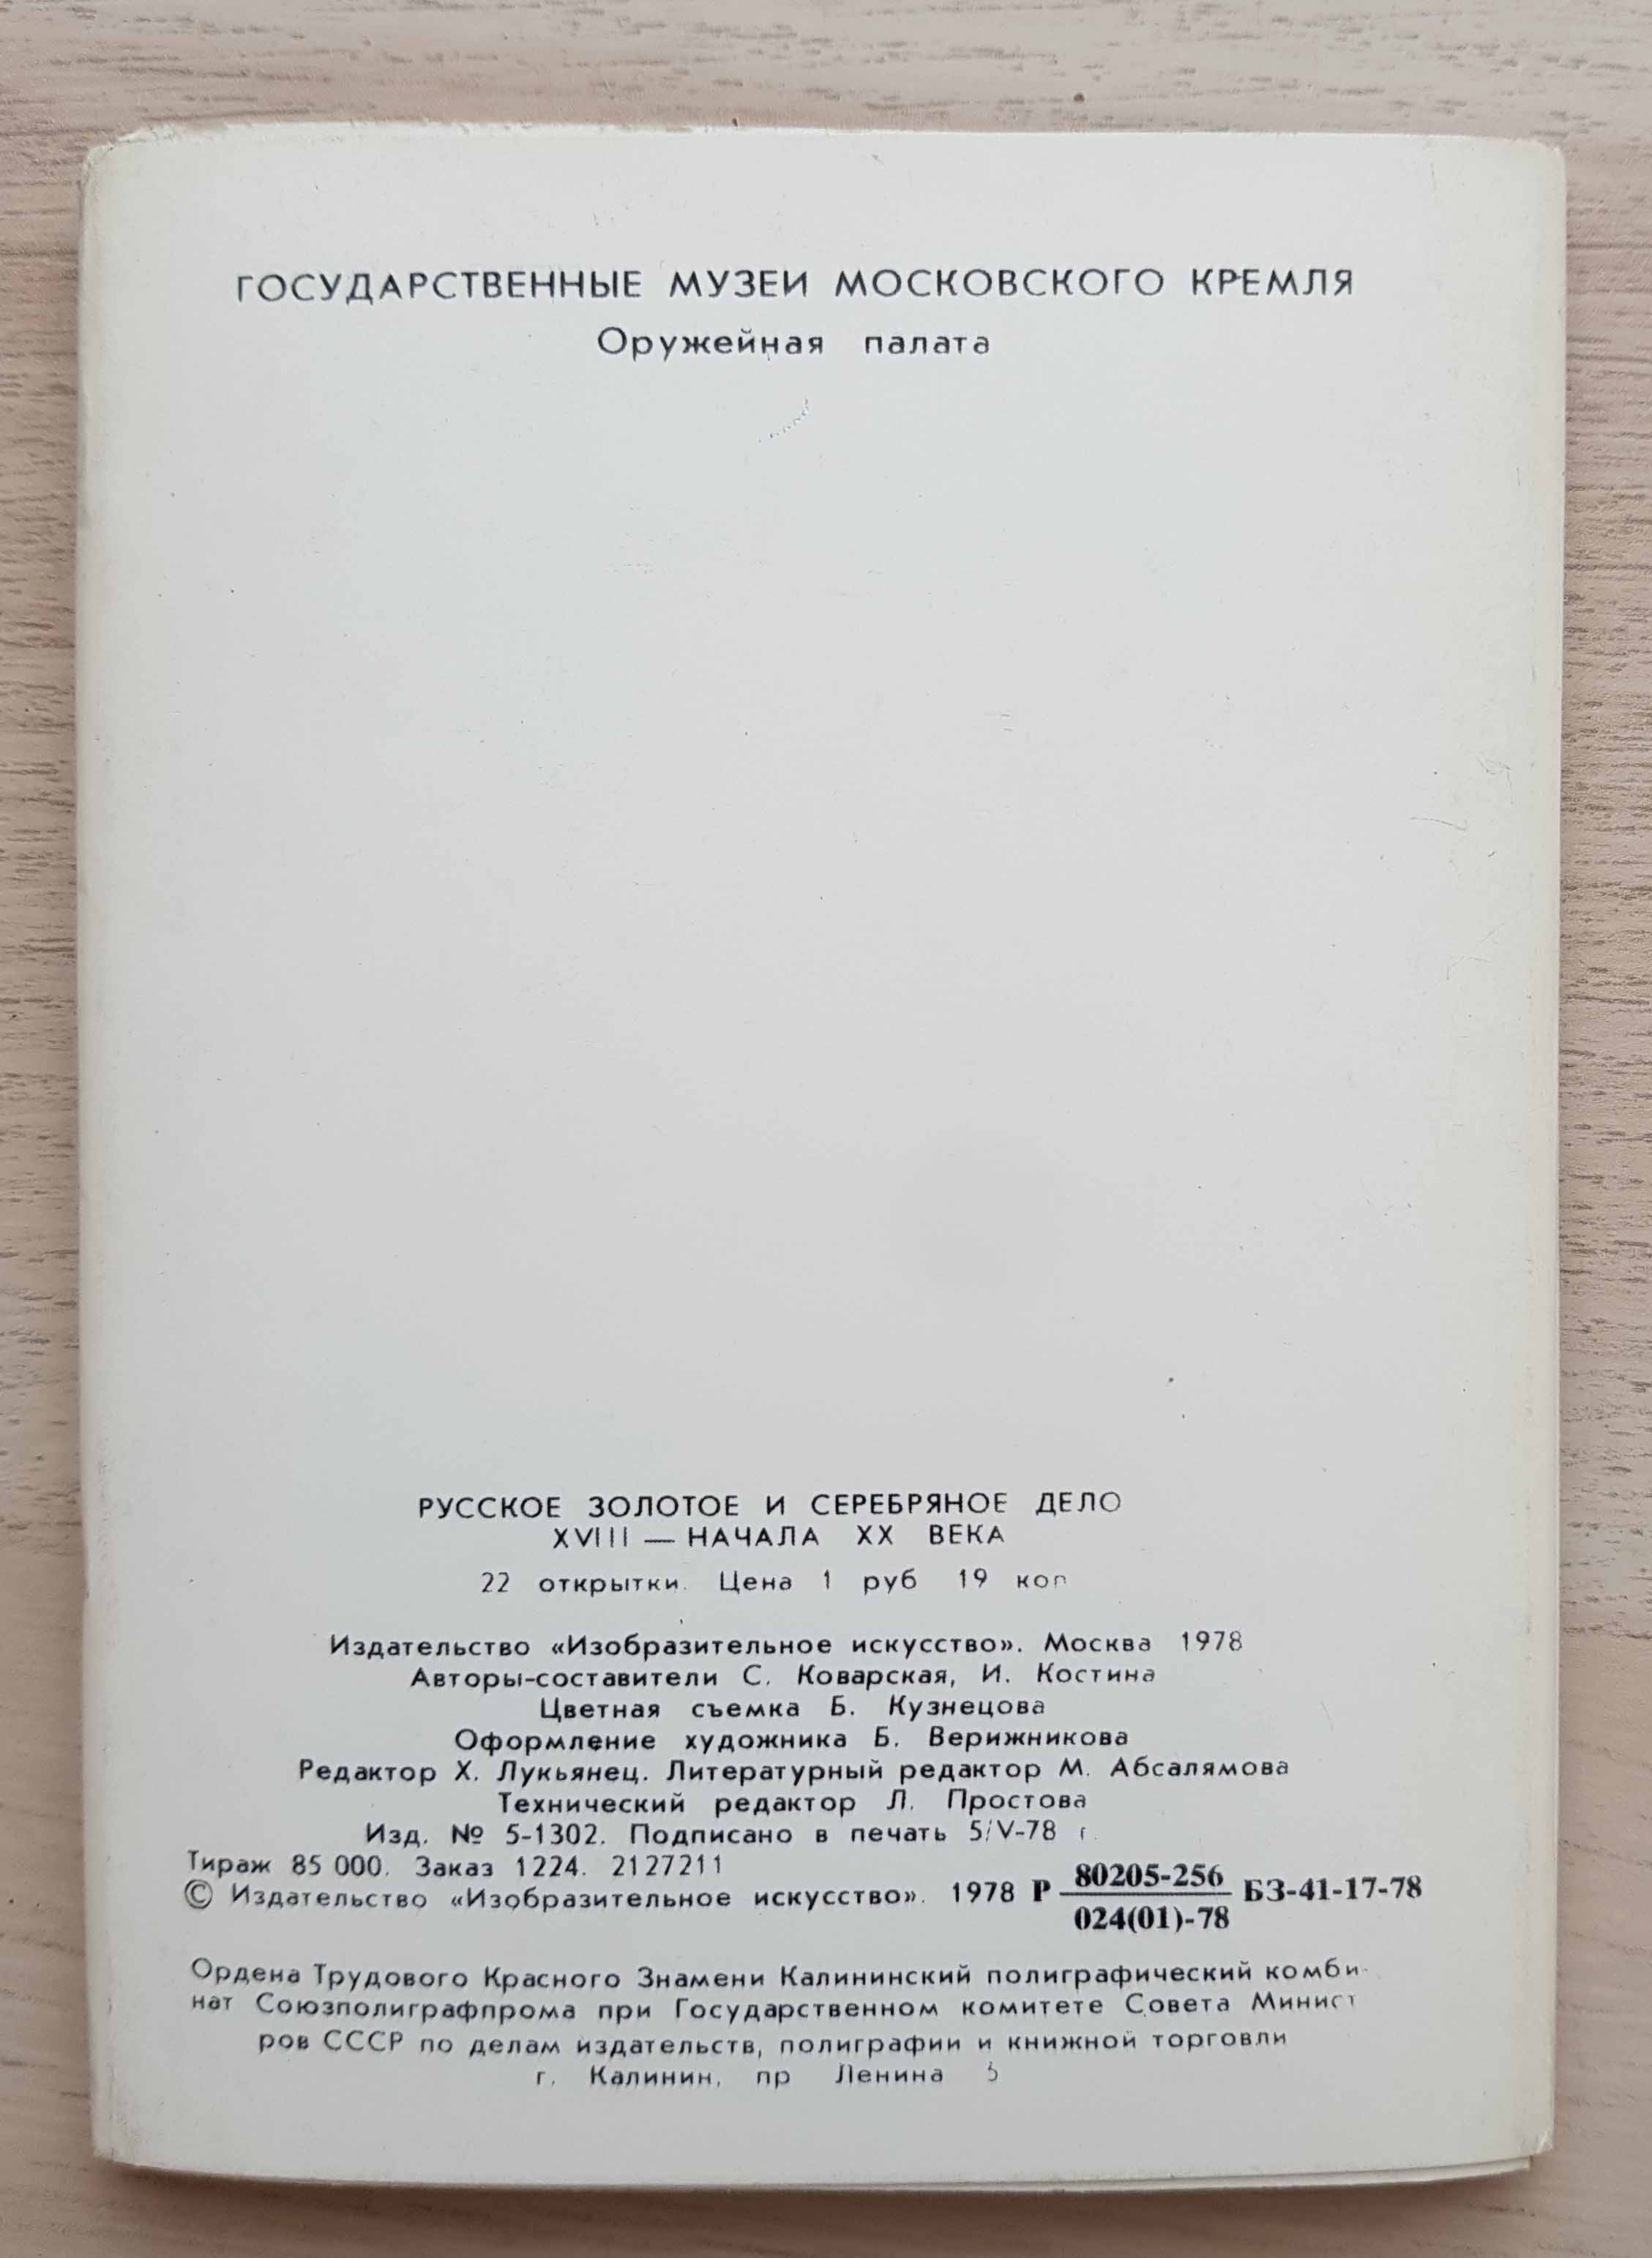 ГОСУДАРСТВЕННЫЕ МУЗЕИ МОСКОВСКОГО КРЕМЛЯ
Оружейная палата
РУССКОЕ ЗОЛОТОЕ И СЕРЕБРЯНОЕ ДЕЛО
XVIII — НАЧАЛА XX ВЕКА
22 открытки. Цена 1 руб 19 коп
Издательство «Изобразительное искусство». Москва 1978
Авторы-составители С. Коварская, И. Костина
Цветная съемка Б. Кузнецова
Оформление художника Б. Верижникова
Редактор Х. Лукьянец. Литературный редактор М. Абсалямова
Технический редактор Л. Простова
Изд. № 5-1302. Подписано в печать 5/V-78 г.
Тираж 85 000. Заказ 1224. 2127211
© Издательство «Изобразительное искусство». 1978 Р 80205-256 БЗ-41-17-78
024(01)-78
Ордена Трудового Красного Знамени Калининский полиграфический комби-
нат Союзполиграфпрома при Государственном комитете Совета Минист
ров СССР по делам издательств, полиграфии и книжной торговли
г. Калинин, пр Ленина